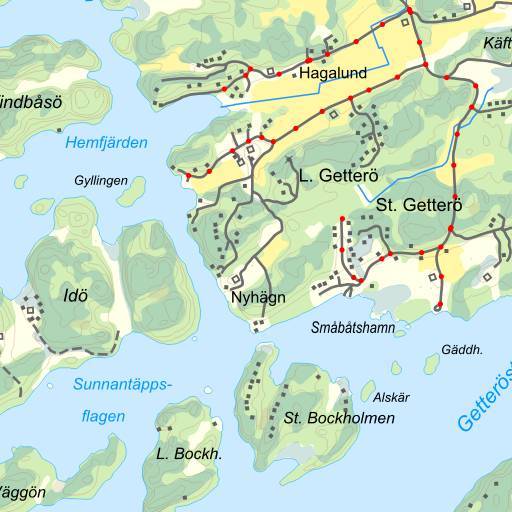 Käft
Hagalund
indbåsö
Hemfjärden
Gyllingen
L. Getterö
St. Getterö
Idö
Nyhägn
Småbåtshamn
Gäddh.
Sunnantäpps-
flagen
Alskär
Getteröst
St. Bockholmen
L. Bockh.
Väggön